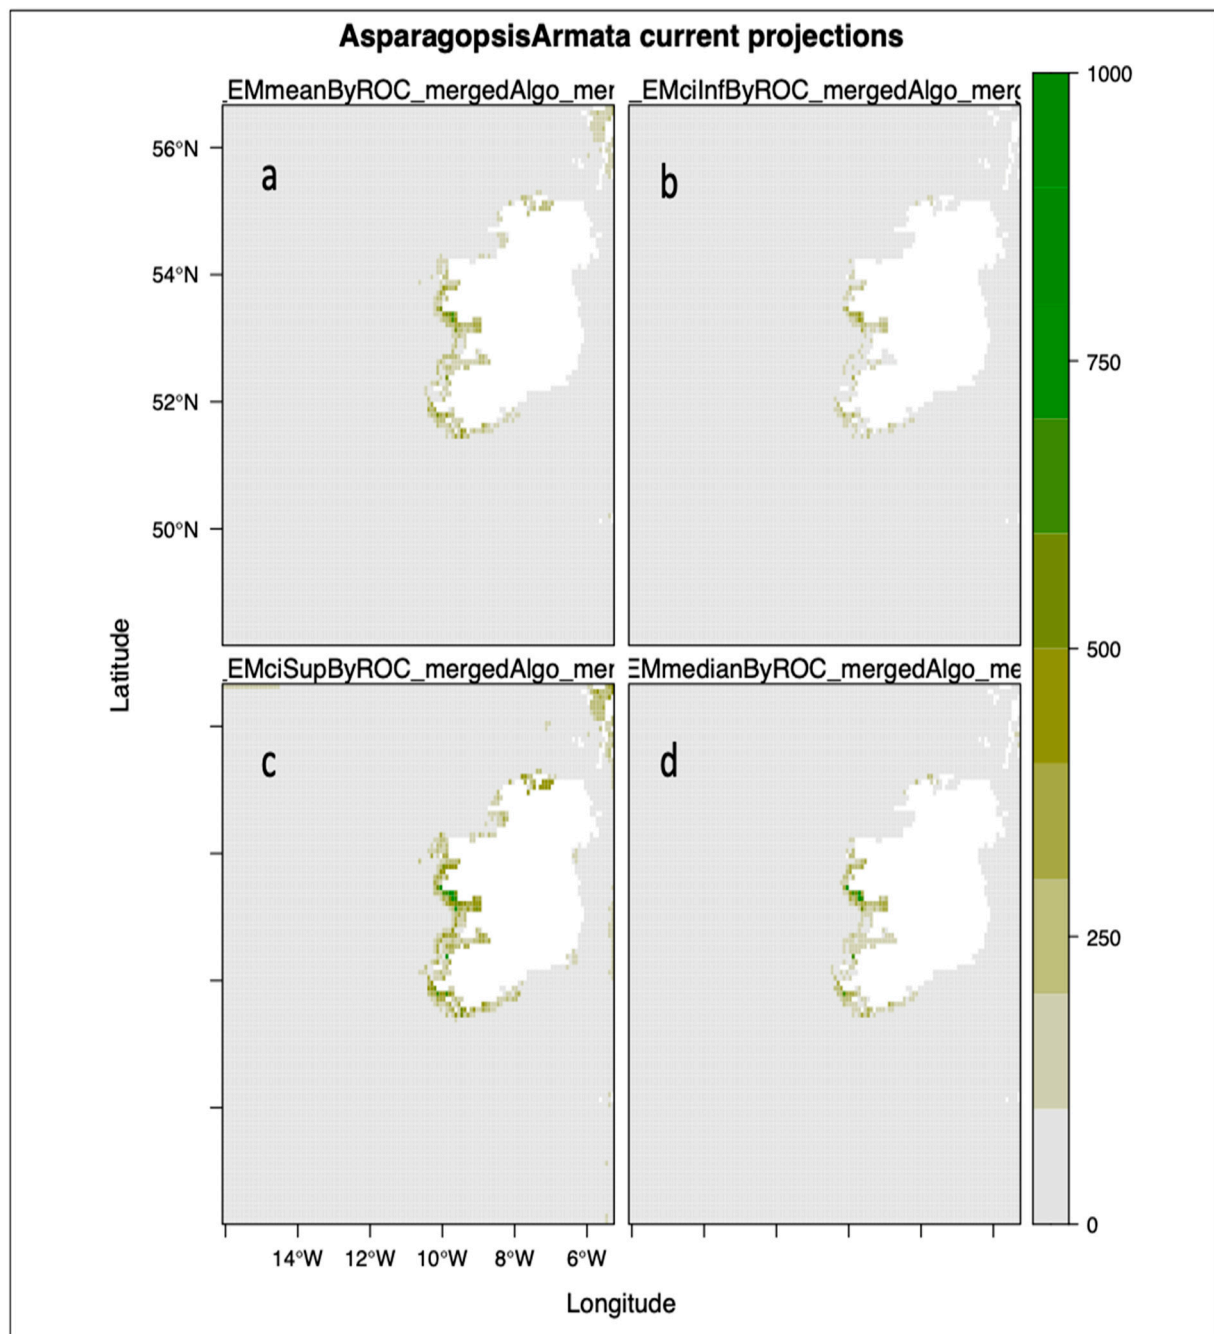 AsparagopsisArmata current projections
_EMmeanByROC_mergedAlgo_mer
_EMciInfByROC_mergedAlgo_merg
1000
56°N
a
b
54°N
750
52°N
50°N
500
Latitude
_EMciSupByROC_mergedAlgo_mer
EMmedianByROC_mergedAlgo_me
c
d
250
0
14°W 12°W 10°W 8°W 6°W
Longitude